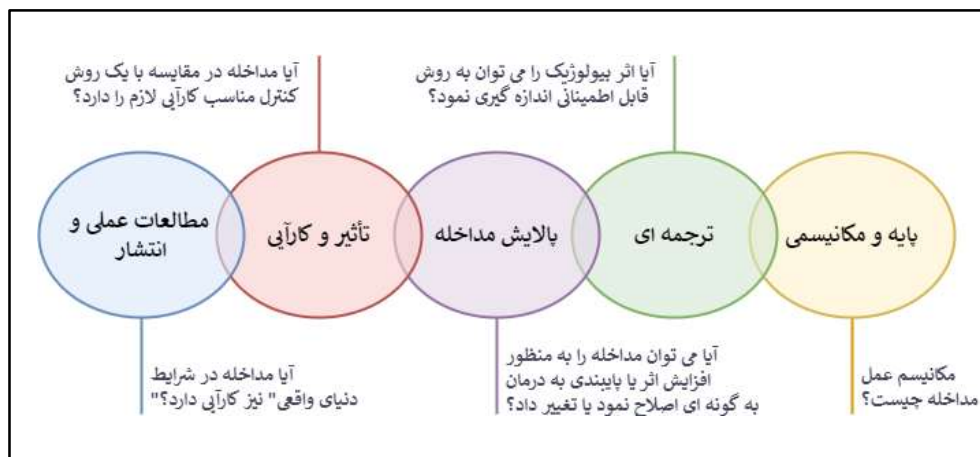 آیا اثر بیولوژیک را می توان به روش
قابل اطمینانی اندازه گیری نمود؟
آیا مداخله در مقایسه با یک روش
کنترل مناسب کارآیی لازم را دارد؟
پایه و مکانیسمی
ترجمه ای
پالایش مداخله
تأثیر و کارآیی
مطالعات عملی و
انتشار
مکانیسم عمل
مداخله چیست؟
آیا می توان مداخله را به منظور
افزایش اثر یا پایبندی به درمان
به گونه ای اصلاح نمود یا تغییر داد؟
آیا مداخله در شرایط
دنیای واقعی" نیز کارآیی دارد؟"